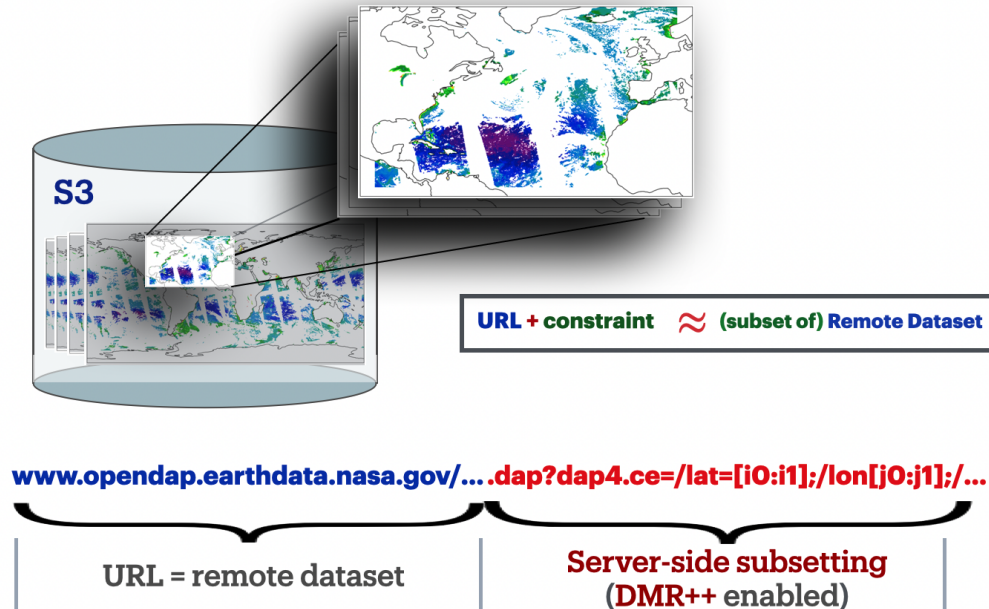 S3
URL + constraint ≈ (subset of) Remote Dataset
www.opendap.earthdata.nasa.gov/... .dap?dap4.ce=/lat=[i0:i1];/lon[j0:j1];/...
URL = remote dataset
Server-side subsetting
(DMR++ enabled)